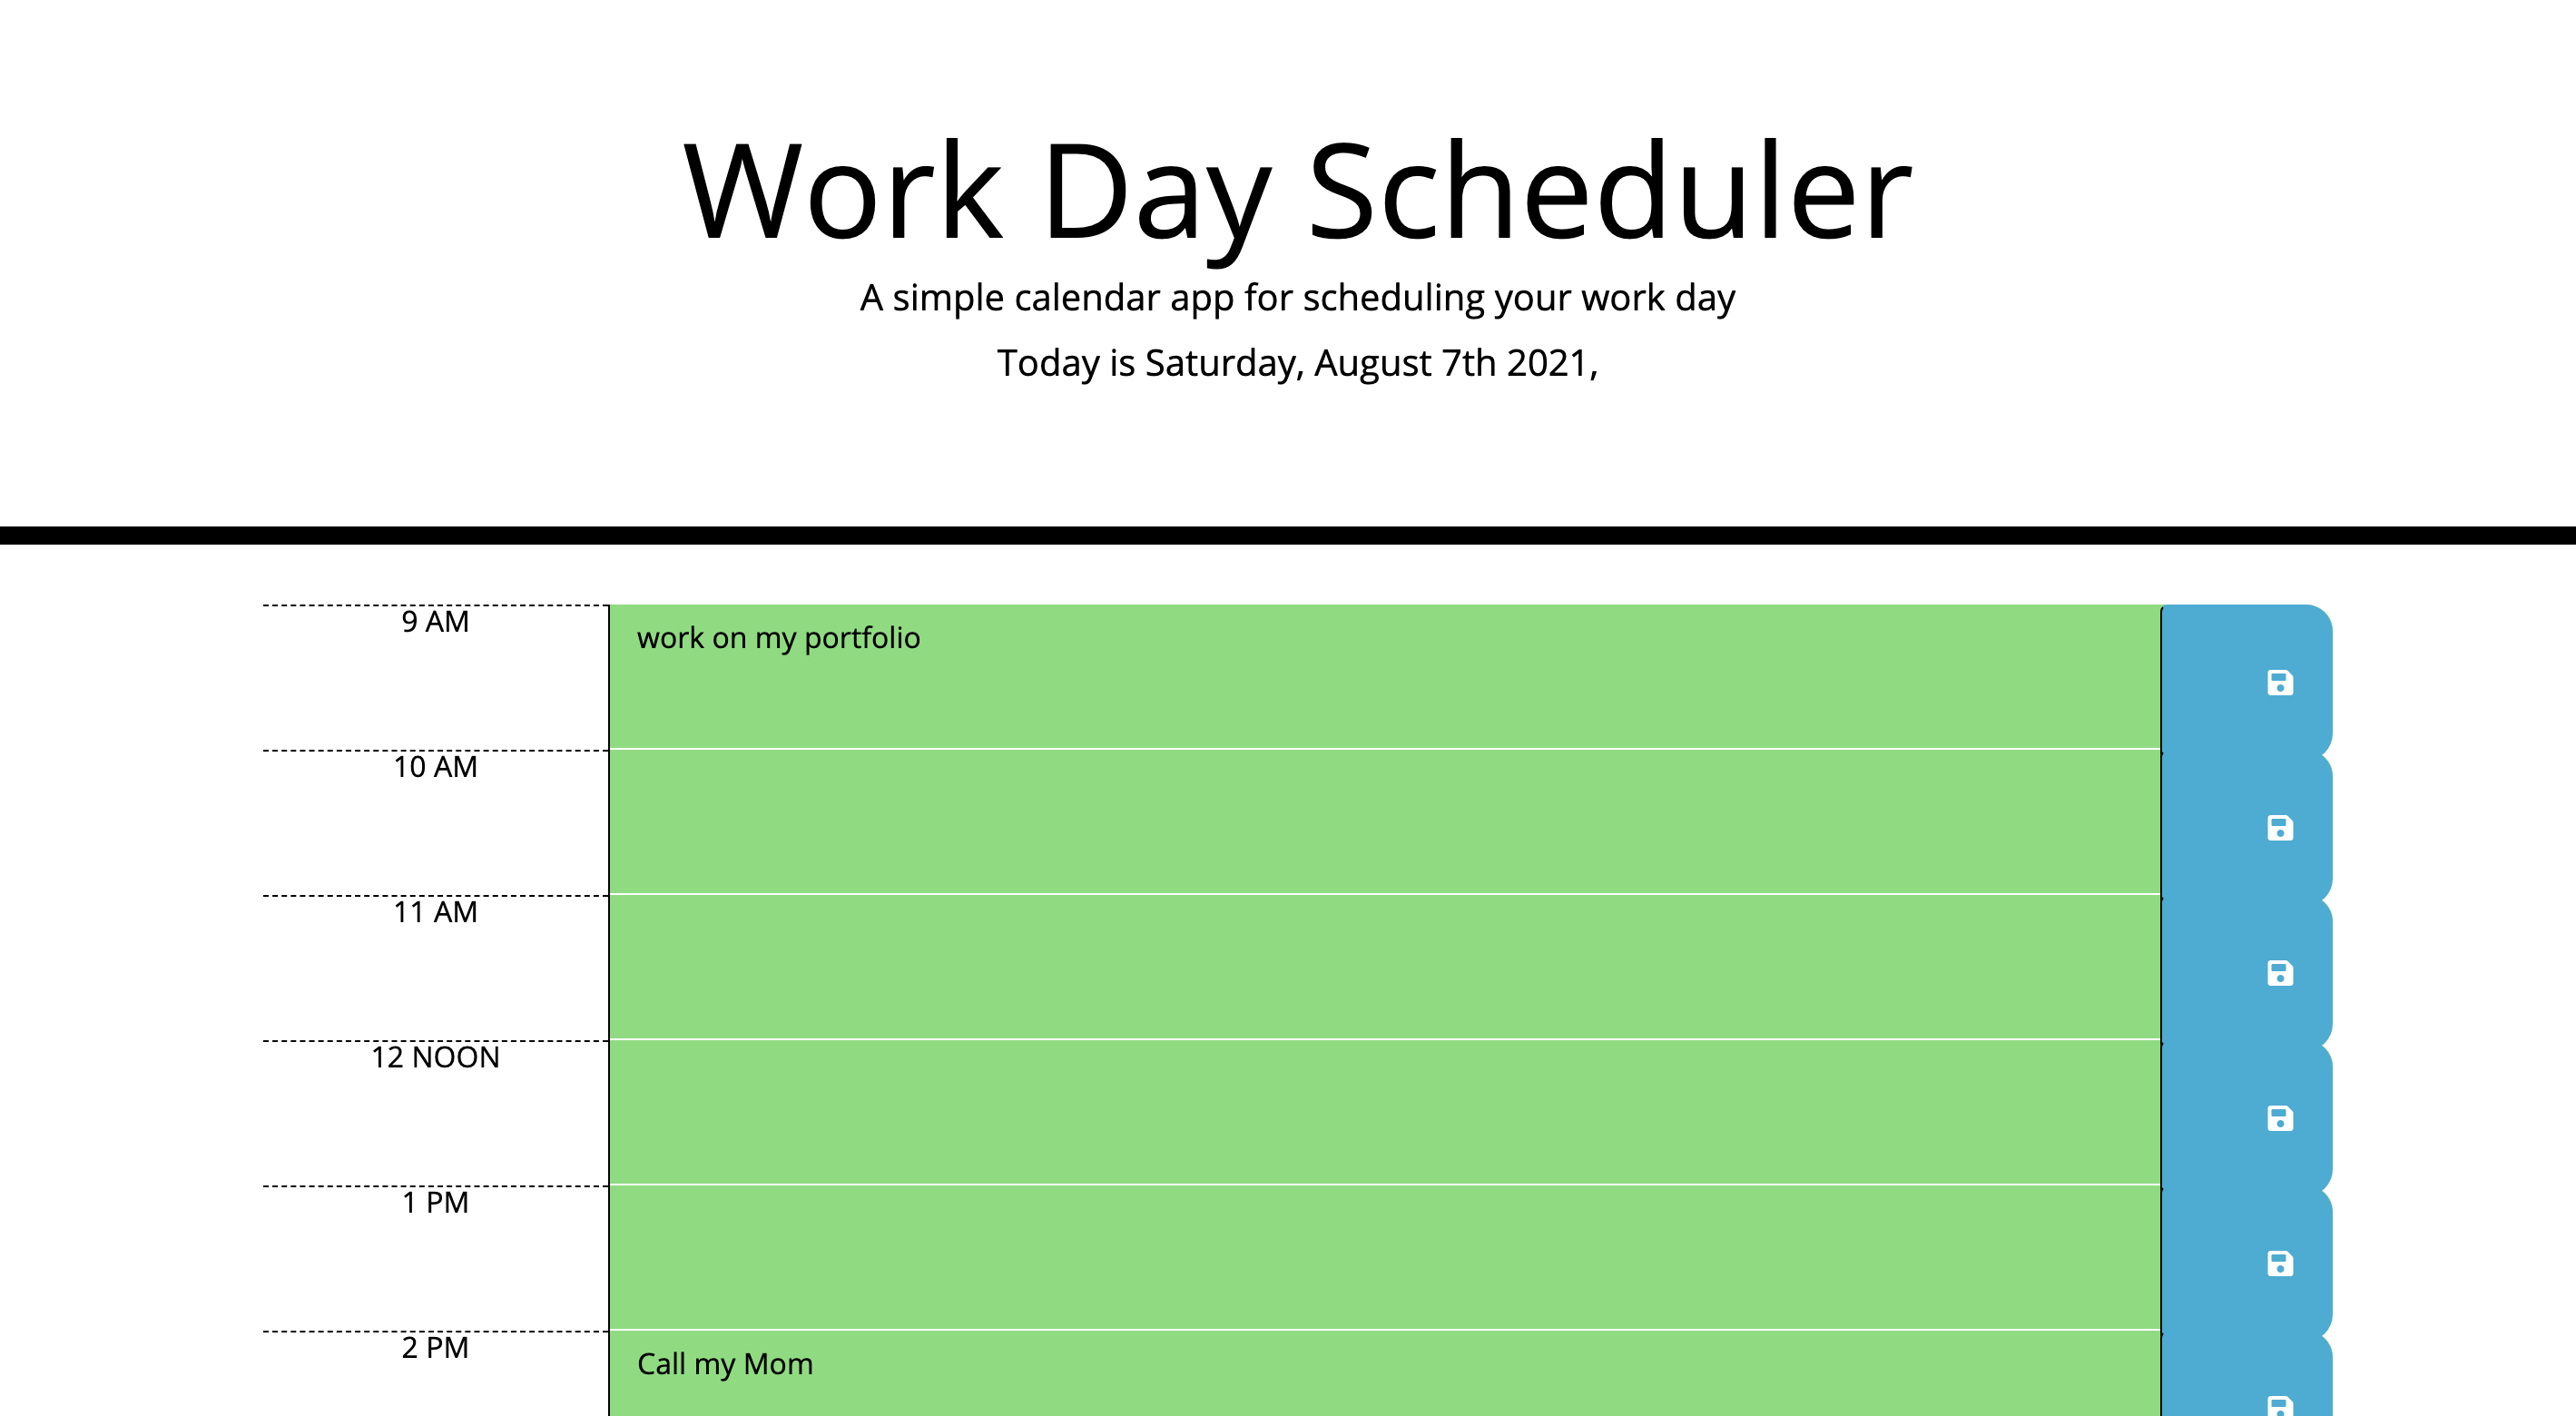 Work Day Scheduler
A simple calendar app for scheduling your work day
Today is Saturday, August 7th 2021,
9 AM
work on my portfolio
10 AM
11 AM
12 NOON
1 PM
2 PM
Call my Mom